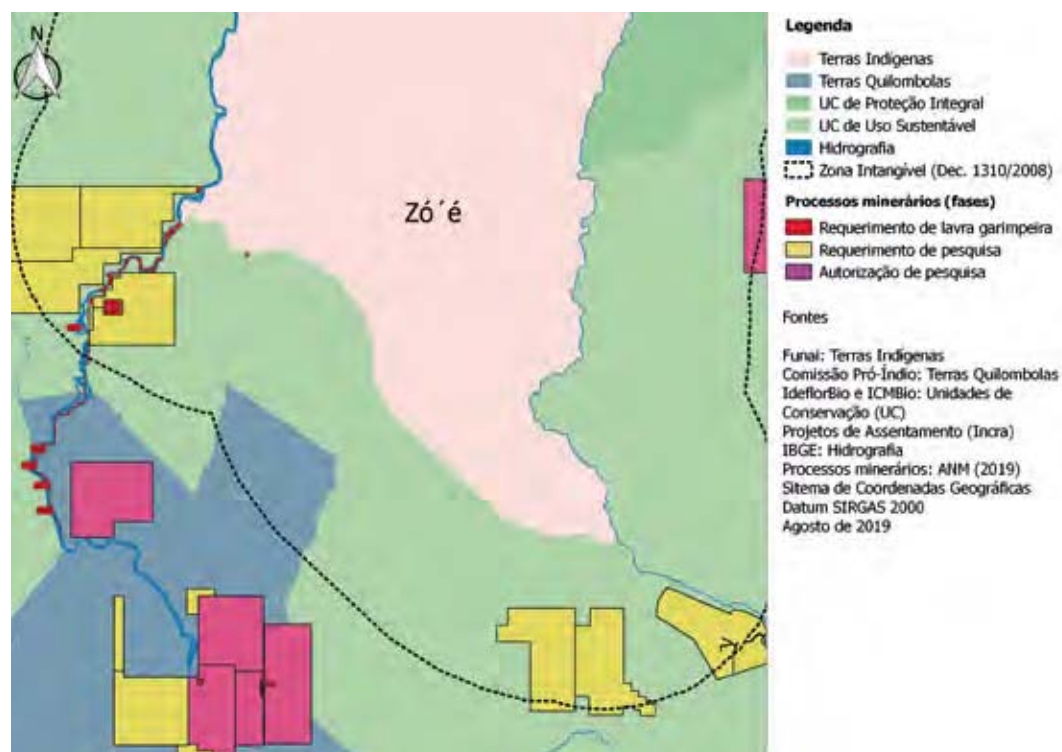 N
Zó´é
Legenda
Terras Indígenas
Terras Quilombolas
UC de Proteção Integral
UC de Uso Sustentável
Hidrografia
Zona Intangível (Dec. 1310/2008)
Processos minerários (fases)
Requerimento de lavra garimpeira
Requerimento de pesquisa
Autorização de pesquisa
Fontes
Funai: Terras Indígenas
Comissão Pró-Índio: Terras Quilombolas
IdeflorBio e ICMBio: Unidades de
Conservação (UC)
Projetos de Assentamento (Incra)
IBGE: Hidrografia
Processos minerários: ANM (2019)
Sitema de Coordenadas Geográficas
Datum SIRGAS 2000
Agosto de 2019